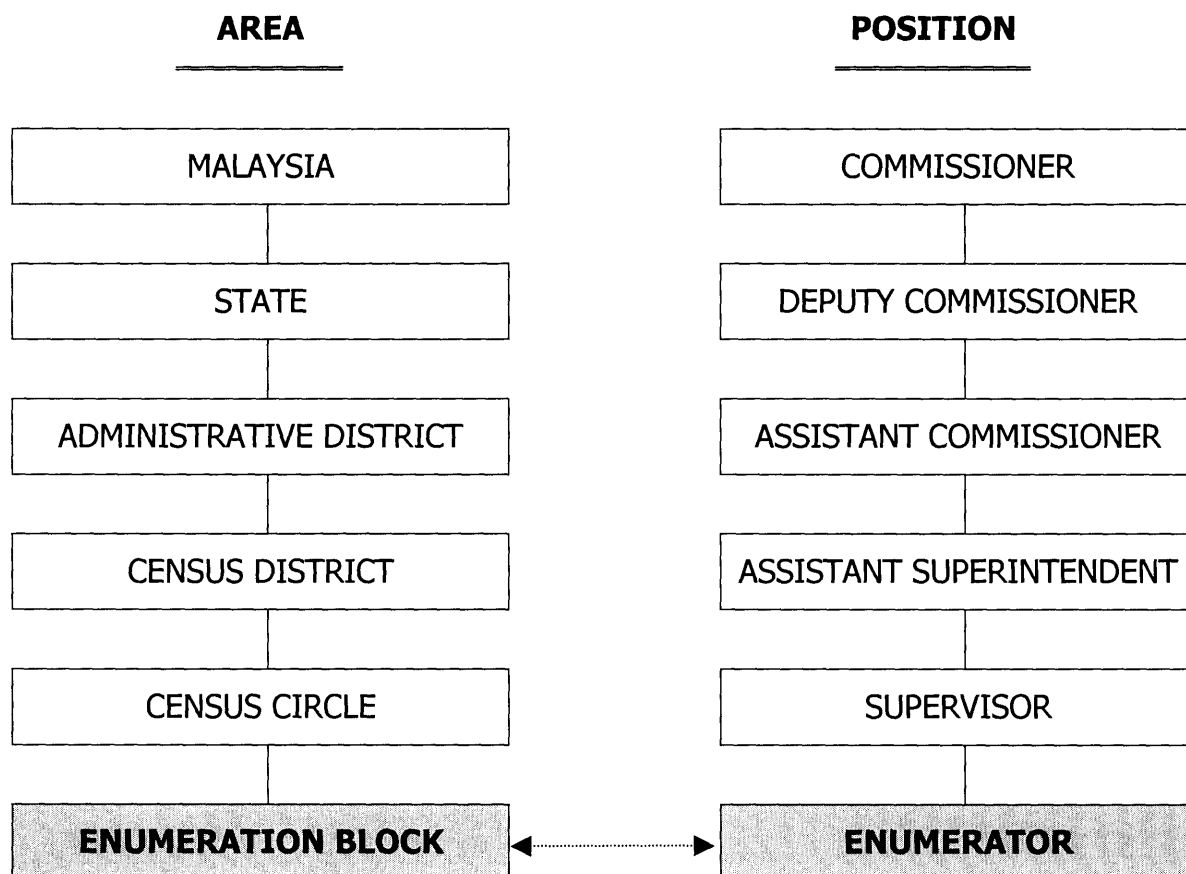 AREA
POSITION
MALAYSIA
COMMISSIONER
STATE
DEPUTY COMMISSIONER
ADMINISTRATIVE DISTRICT
ASSISTANT COMMISSIONER
CENSUS DISTRICT
ASSISTANT SUPERINTENDENT
CENSUS CIRCLE
SUPERVISOR
ENUMERATION BLOCK
ENUMERATOR